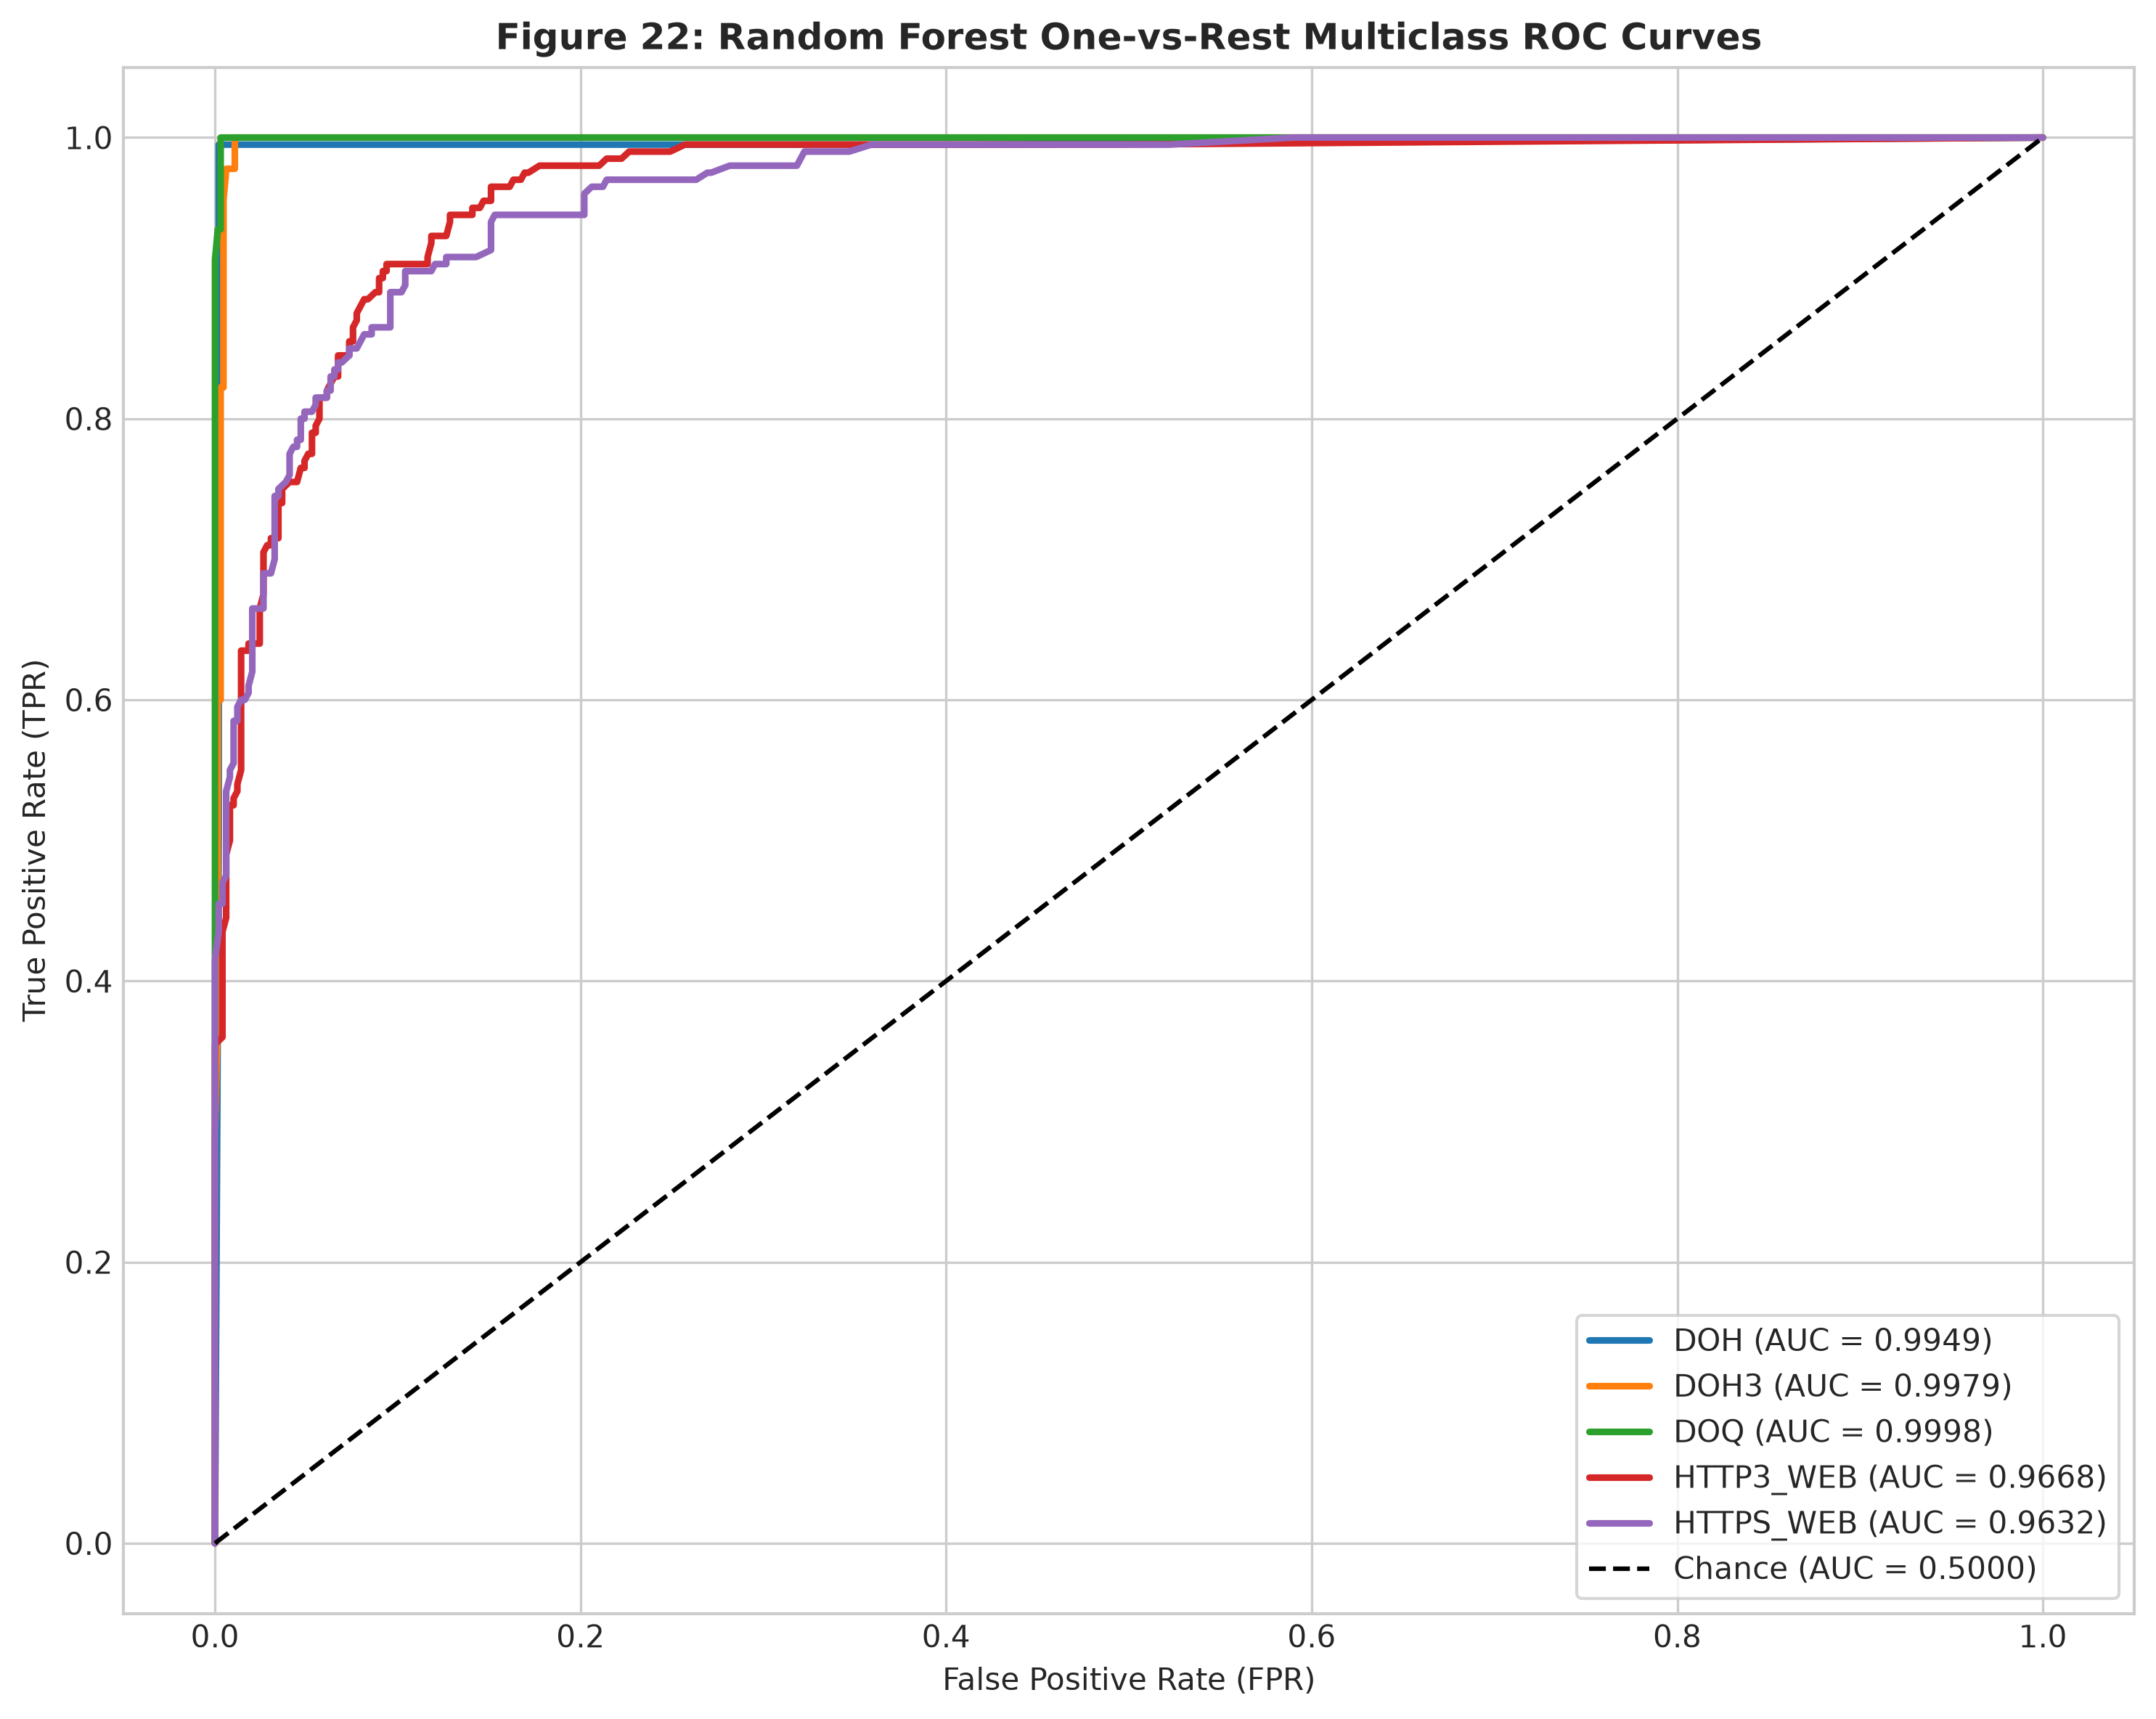 Figure 22: Random Forest One-vs-Rest Multiclass ROC Curves
True Positive Rate (TPR)
1.0
0.8
0.6
0.4
0.2
0.0
0.0 0.2 0.4 0.6 0.8 1.0
False Positive Rate (FPR)
DOH (AUC = 0.9949)
DOH3 (AUC = 0.9979)
DOQ (AUC = 0.9998)
HTTP3_WEB (AUC = 0.9668)
HTTPS_WEB (AUC = 0.9632)
Chance (AUC = 0.5000)